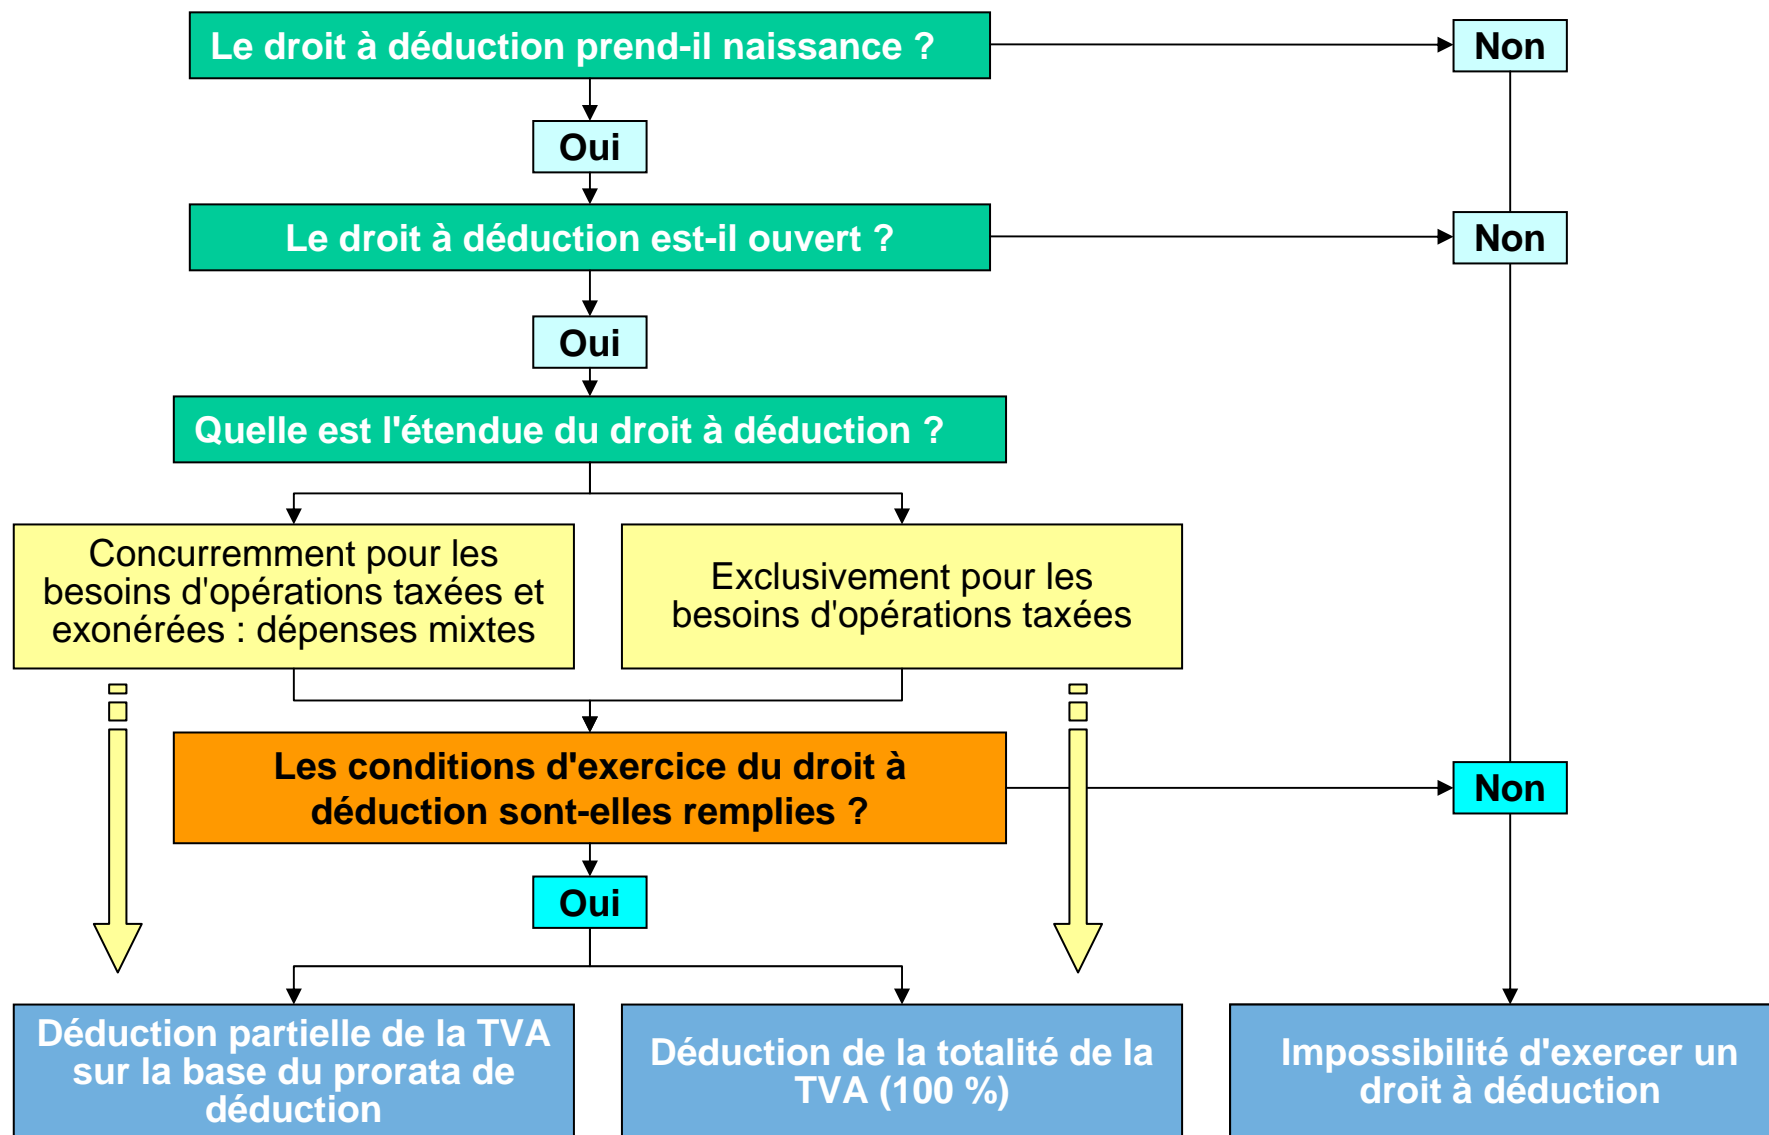 Le droit à déduction prend-il naissance ?
Non
Oui
Le droit à déduction est-il ouvert ?
Non
Oui
Quelle est l'étendue du droit à déduction ?
Concurremment pour les
besoins d'opérations taxées et
exonérées : dépenses mixtes
Exclusivement pour les
besoins d'opérations taxées
Les conditions d'exercice du droit à
déduction sont-elles remplies ?
Non
Oui
Déduction partielle de la TVA
sur la base du prorata de
déduction
Déduction de la totalité de la
TVA (100 %)
Impossibilité d'exercer un
droit à déduction